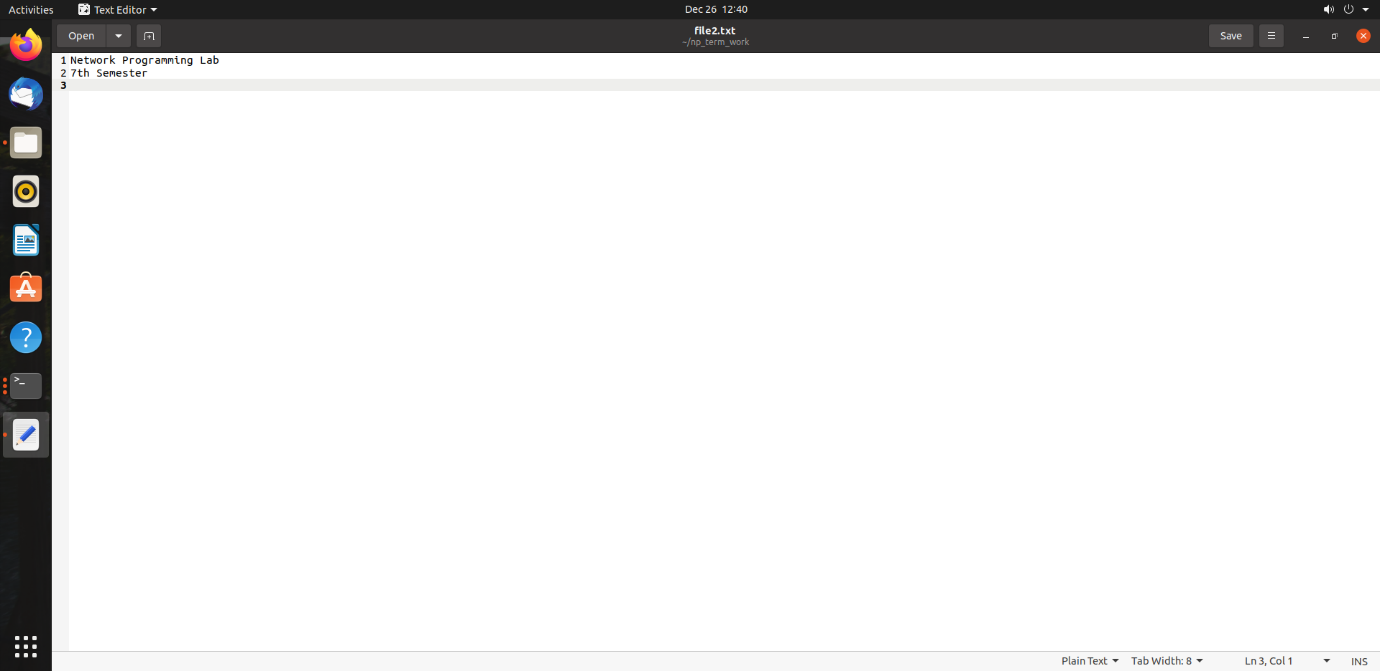 Activities Text Editor Dec 26 12:40
Open file2.txt Save
~/np_term_work
1 Network Programming Lab
2 7th Semester
3
Plain Text Tab Width: 8 Ln 3, Col 1 INS